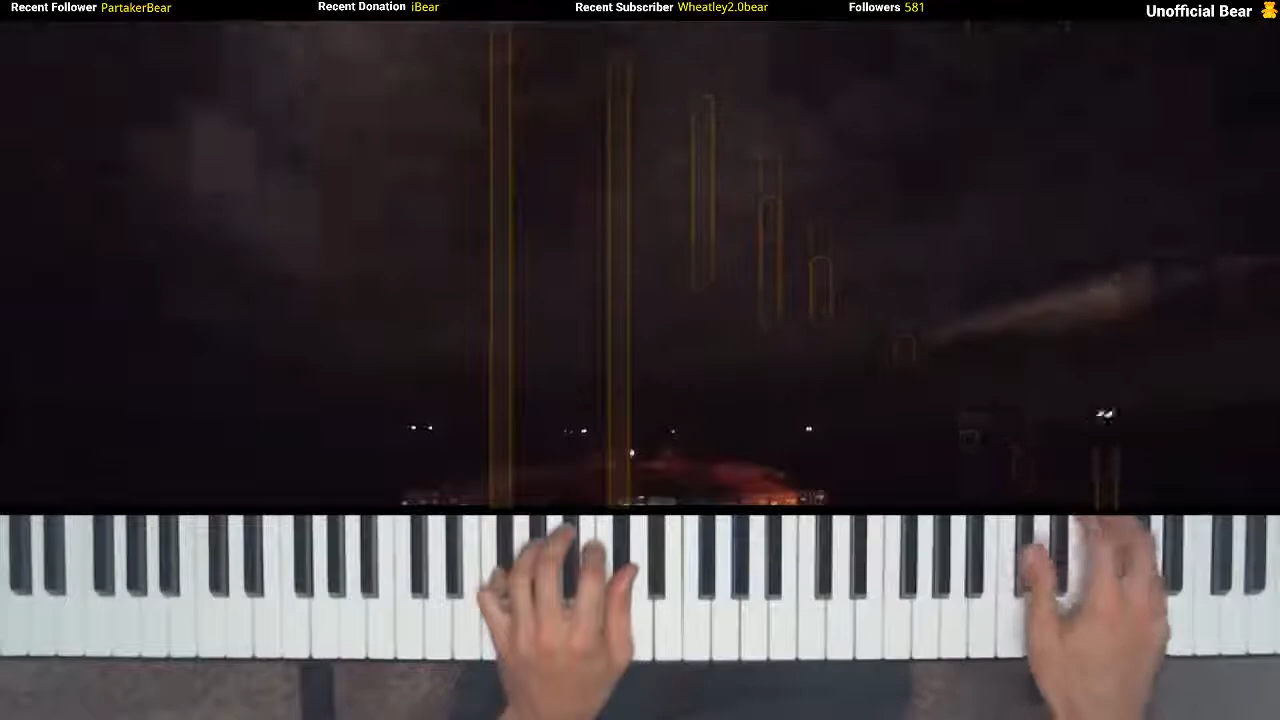 Recent Follower PartakerBear
Recent Donation iBear
Recent Subscriber Wheatley2.0bear
Followers 581
Unofficial Bear